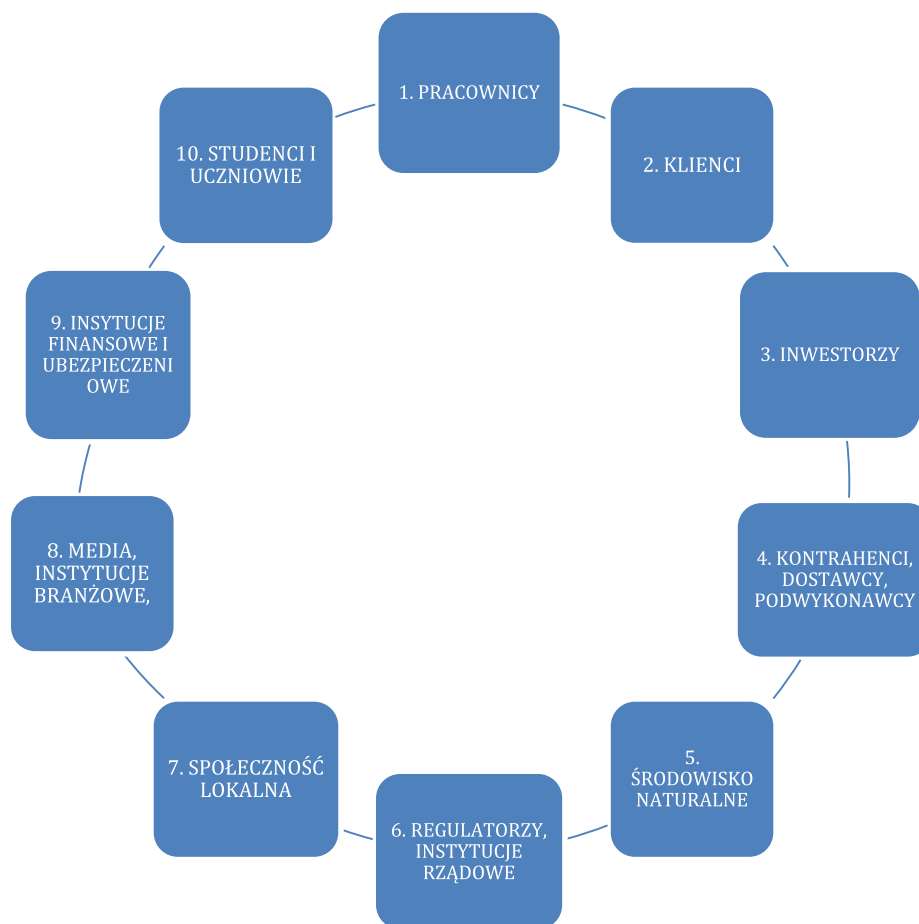 1. PRACOWNICY
2. KLIENCI
3. INWESTORZY
4. KONTRAHENCI,
DOSTAWCY,
PODWYKONAWCY
5.
ŚRODOWISKO
NATURALNE
6. REGULATORZY,
INSTYTUCJE
RZĄDOWE
7. SPOŁECZNOŚĆ
LOKALNA
8. MEDIA,
INSTYTUCJE
BRANŻOWE,
9. INSYTUCJE
FINANSOWE I
UBEZPIECZENI
OWE
10. STUDENCI I
UCZNIOWIE